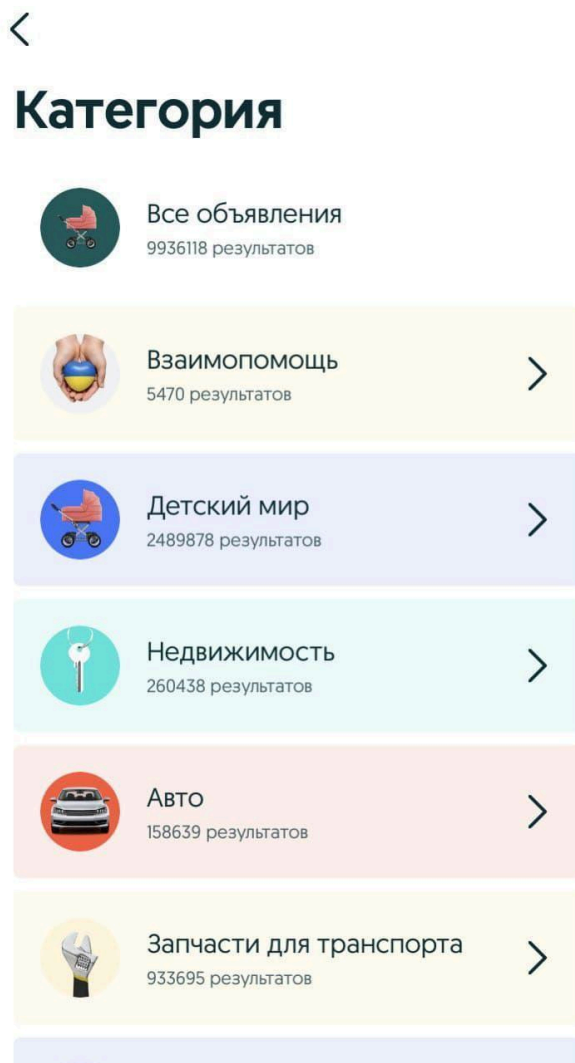 Категория
Все объявления
9936118 результатов
Взаимопомощь
5470 результатов
Детский мир
2489878 результатов
Недвижимость
260438 результатов
Авто
158639 результатов
Запчасти для транспорта
933695 результатов